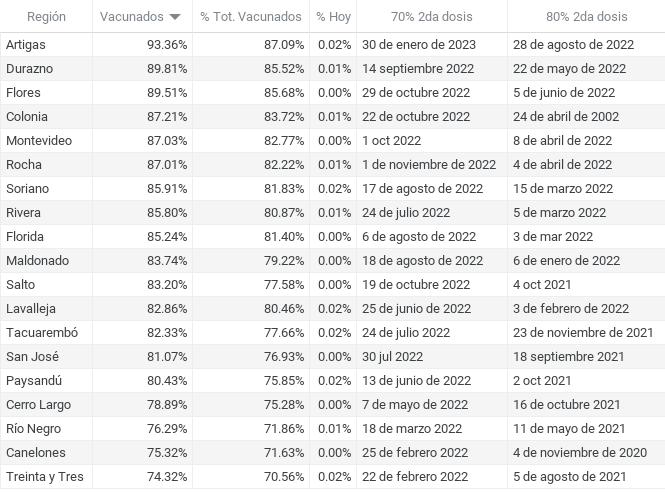 Región Vacunados % Tot. Vacunados % Hoy 70% 2da dosis 80% 2da dosis
Artigas 93.36% 87.09% 0.02% 30 de enero de 2023 28 de agosto de 2022
Durazno 89.81% 85.52% 0.01% 14 septiembre 2022 22 de mayo de 2022
Flores 89.51% 85.68% 0.00% 29 de octubre 2022 5 de junio de 2022
Colonia 87.21% 83.72% 0.01% 22 de octubre 2022 24 de abril de 2002
Montevideo 87.03% 82.77% 0.00% 1 oct 2022 8 de abril de 2022
Rocha 87.01% 82.22% 0.01% 1 de noviembre de 2022 4 de abril de 2022
Soriano 85.91% 81.83% 0.02% 17 de agosto de 2022 15 de marzo 2022
Rivera 85.80% 80.87% 0.01% 24 de julio 2022 5 de marzo 2022
Florida 85.24% 81.40% 0.00% 6 de agosto de 2022 3 de mar 2022
Maldonado 83.74% 79.22% 0.00% 18 de agosto de 2022 6 de enero de 2022
Salto 83.20% 77.58% 0.00% 19 de octubre 2022 4 oct 2021
Lavalleja 82.86% 80.46% 0.02% 25 de junio de 2022 3 de febrero de 2022
Tacuarembó 82.33% 77.66% 0.02% 24 de julio 2022 23 de noviembre de 2021
San José 81.07% 76.93% 0.00% 30 jul 2022 18 septiembre 2021
Paysandú 80.43% 75.85% 0.02% 13 de junio de 2022 2 oct 2021
Cerro Largo 78.89% 75.28% 0.00% 7 de mayo de 2022 16 de octubre 2021
Río Negro 76.29% 71.86% 0.01% 18 de marzo 2022 11 de mayo de 2021
Canelones 75.32% 71.63% 0.00% 25 de febrero 2022 4 de noviembre de 2020
Treinta y Tres 74.32% 70.56% 0.02% 22 de febrero 2022 5 de agosto de 2021